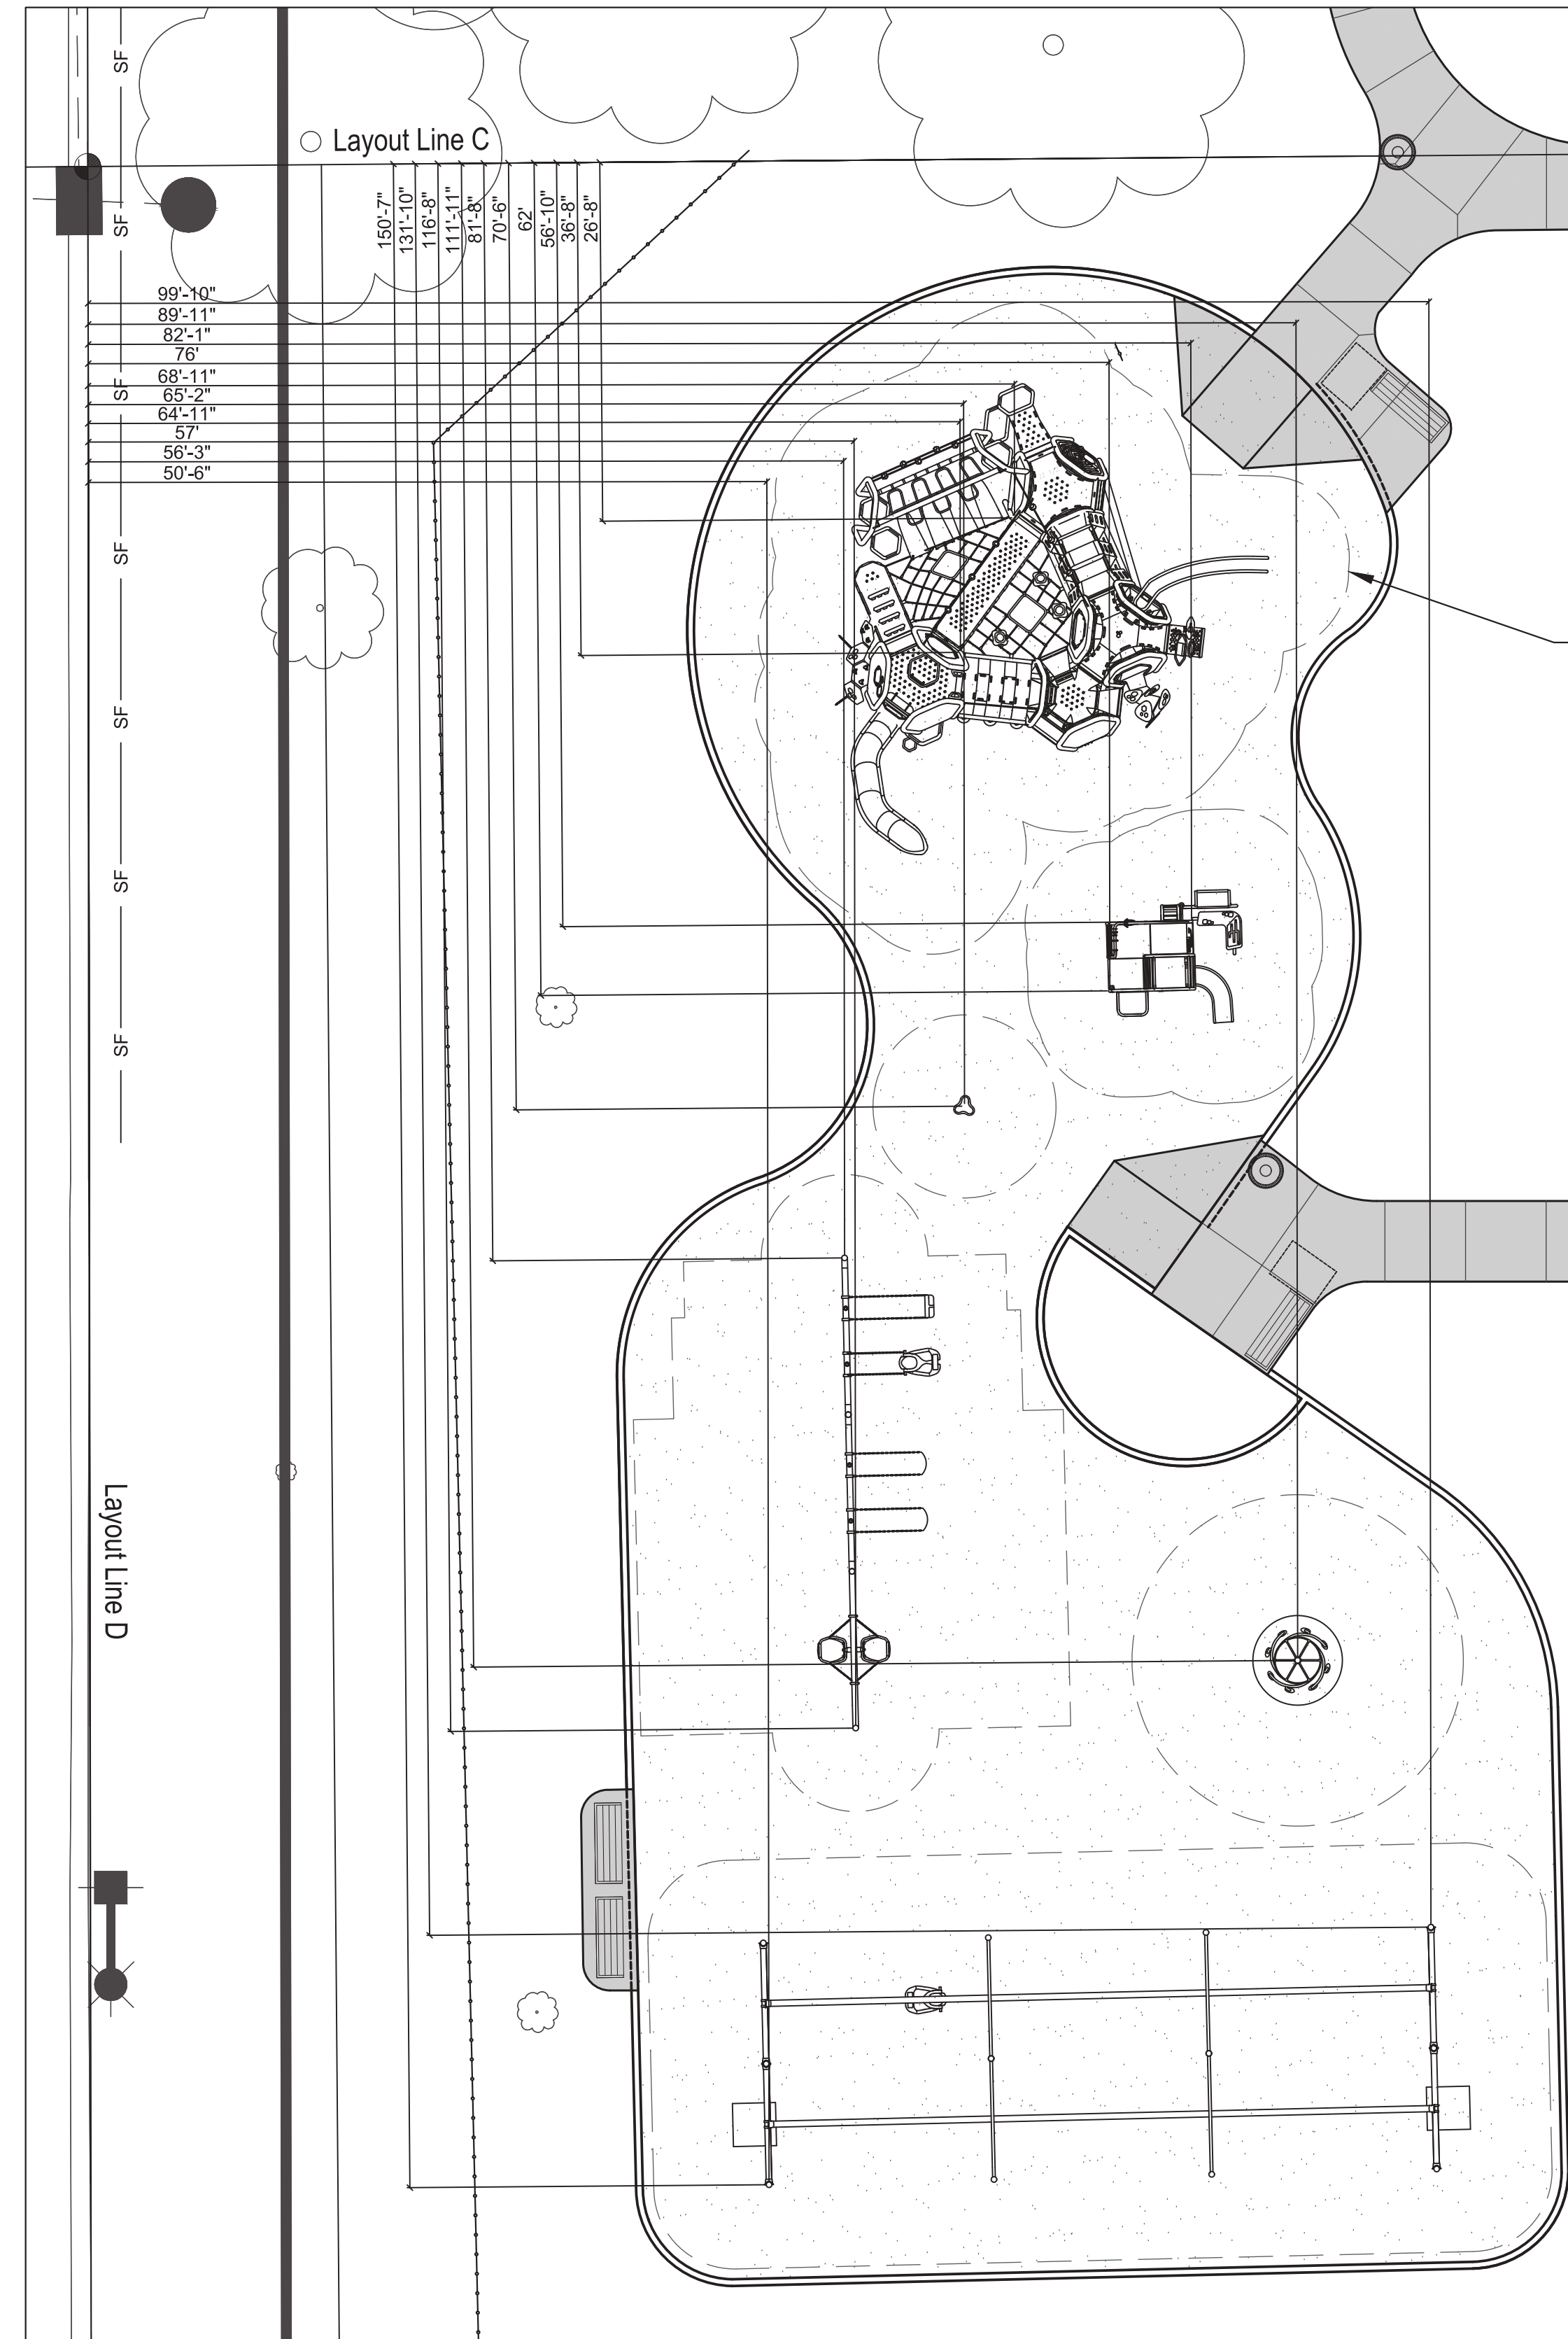 SF
Layout Line C
SF
150'-7"
131'-10"
116'-8"
111'-11"
81'-8"
70'-6"
62'
56'-10"
36'-8"
26'-8"
99'-10"
89'-11"
82'-1"
76'
68'-11"
SF
65'-2"
64'-11"
57'
56'-3"
50'-6"
SF
SF
SF
SF
Layout Line D